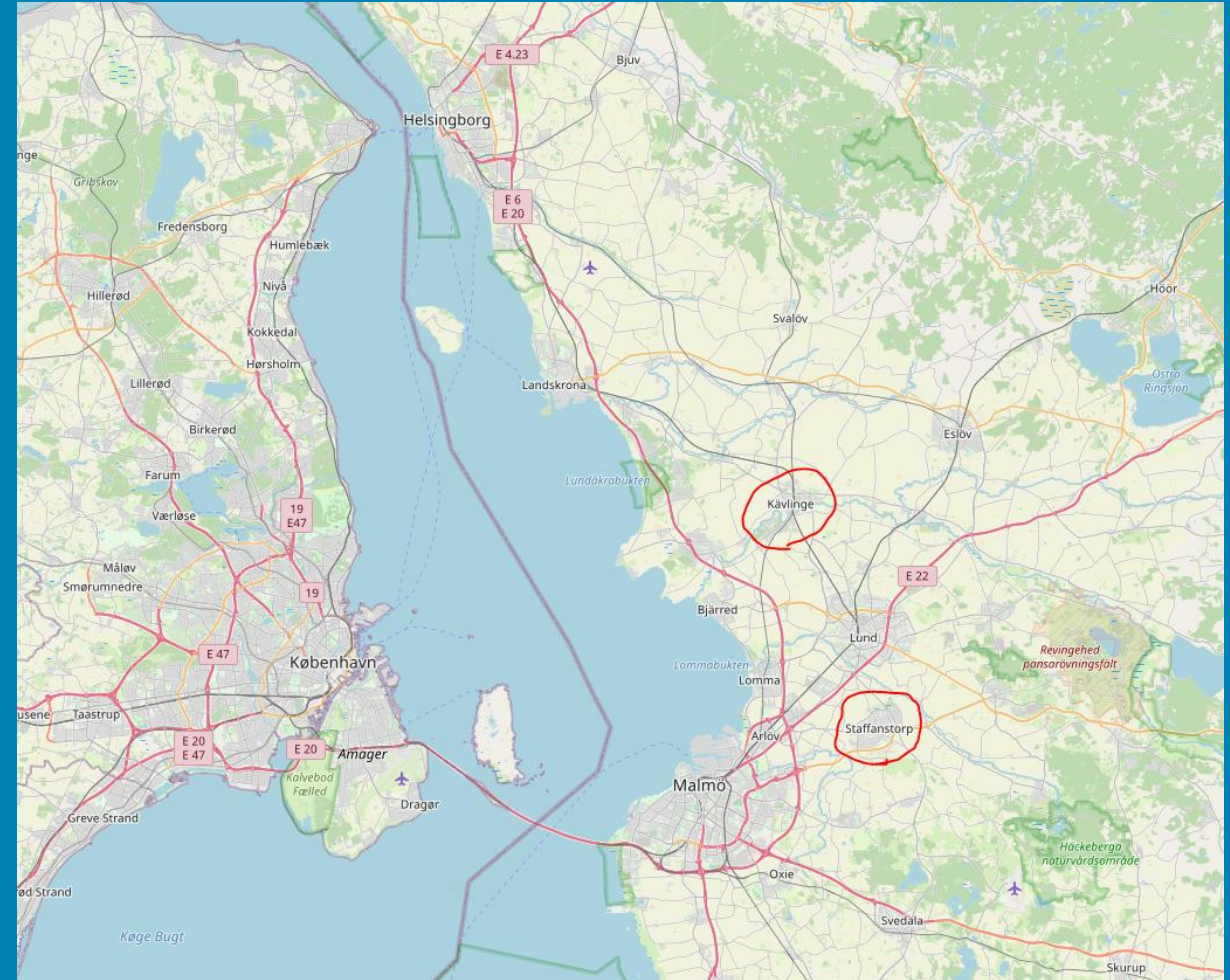 E 4.23
Bjuv
Helsingborg
nge
Gribskov
E 6
E 20
Fredensborg
Humlebæk
Nivå
Hillerød
Höör
Svalöv
Kokkedal
Hørsholm
Östra
Ringsjön
Lillerød
Landskrona
Birkerød
Eslöv
Farum
Lundåkrabukten
Kävlinge
Værløse
19
E47
Måløv
Smørumnedre
E 22
19
Bjärred
Lund
E 47
København
Revingehed
pansarövningsfält
Lommabukten
Lomma
usene
Taastrup
Staffanstorp
Arlöv
E 20
E 47
E 20
Amager
Kalvebod
Fælled
Malmö
Dragør
Greve Strand
Häckeberga
naturvårdsområde
Oxie
ød Strand
Svedala
Køge Bugt
Skurup